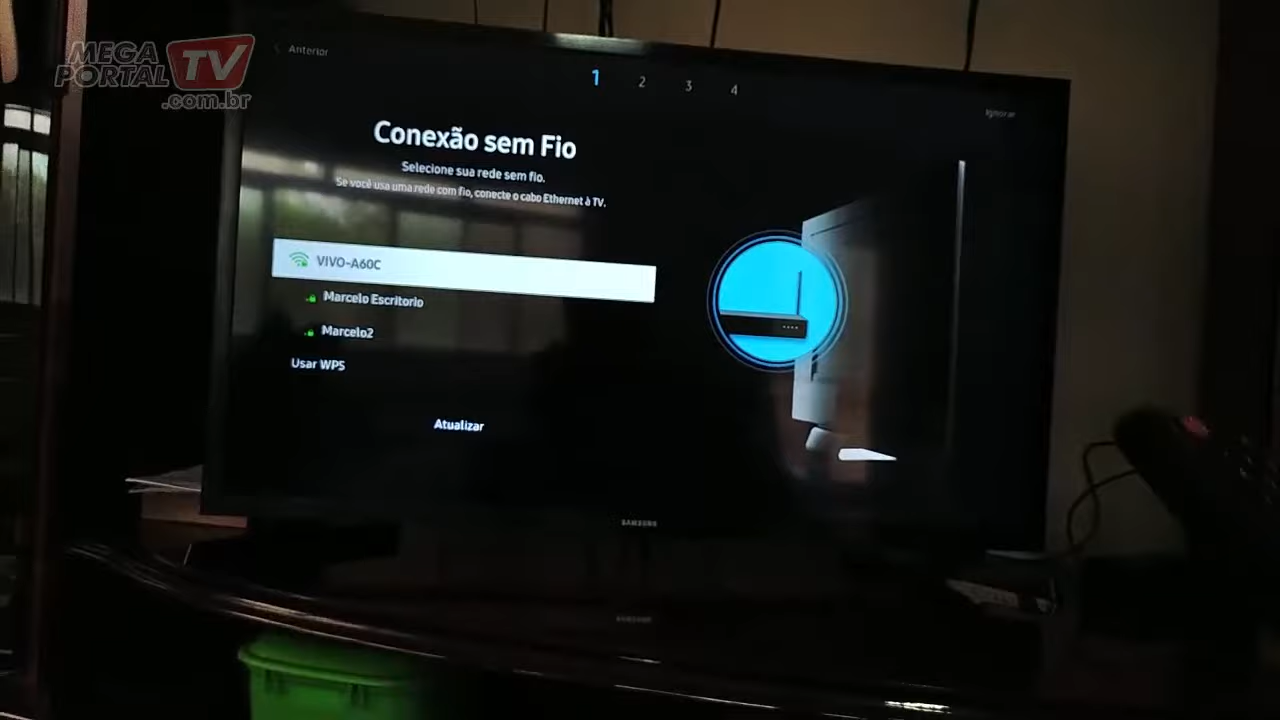 MEGA
PORTAL TV
.com.br
Anterior
1 2 3 4
Ignorar
Conexão sem Fio
Selecione sua rede sem fio.
Se você usa uma rede com fio, conecte o cabo Ethernet à TV.
VIVO-A60C
Marcelo Escritorio
Marcelo2
Usar WPS
Atualizar
SAMSUNG
SAMSUNG